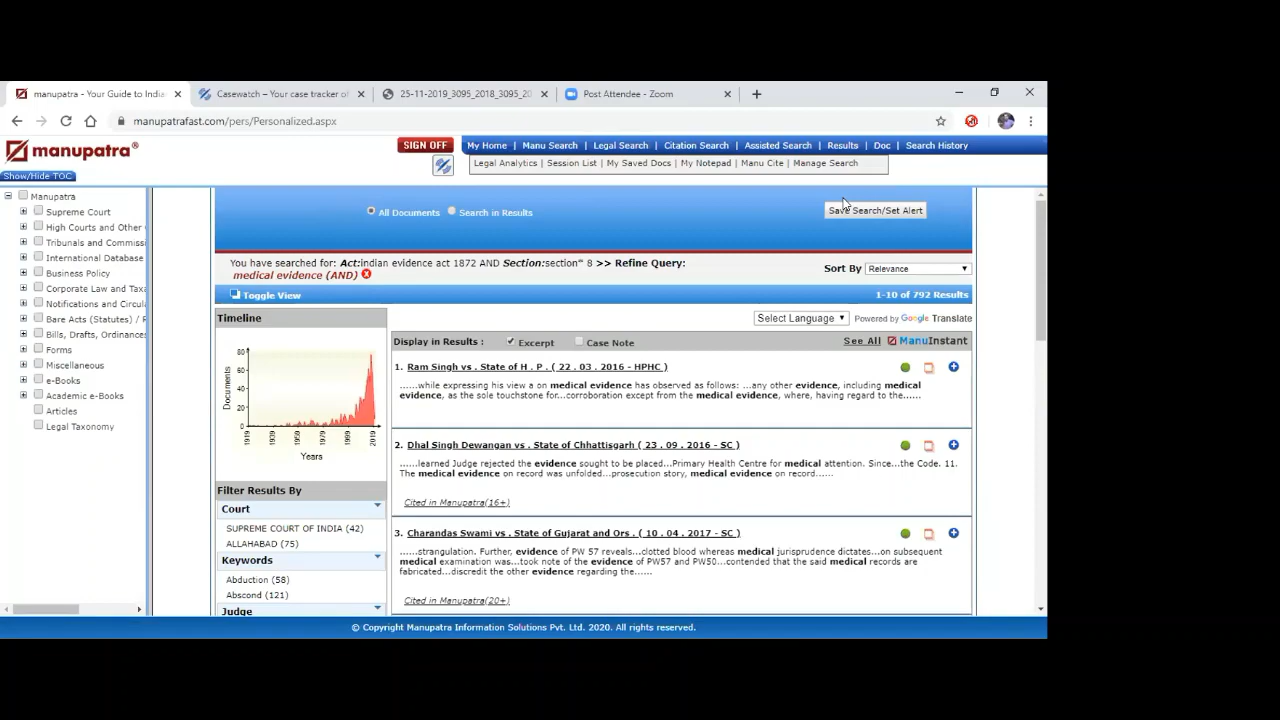 manupatra - Your Guide to India
Casewatch – Your case tracker of
25-11-2019_3095_2018_3095_20
Post Attendee - Zoom
manupatrafast.com/pers/Personalized.aspx
manupatra®
SIGN OFF
My Home | Manu Search | Legal Search | Citation Search | Assisted Search | Results | Doc | Search History
Legal Analytics | Session List | My Saved Docs | My Notepad | Manu Cite | Manage Search
Show/Hide TOC
Manupatra
Supreme Court
High Courts and Other
Tribunals and Commiss
International Database
Business Policy
Corporate Law and Taxa
Notifications and Circula
Bare Acts (Statutes) / R
Bills, Drafts, Ordinances
Forms
Miscellaneous
e-Books
Academic e-Books
Articles
Legal Taxonomy
All Documents Search in Results
Save Search/Set Alert
You have searched for: Act:indian evidence act 1872 AND Section:section^ 8 >> Refine Query:
medical evidence (AND)
Sort By Relevance
Toggle View
1-10 of 792 Results
Timeline
Documents
80
60
40
20
0
1919
1939
1959
1979
1999
2019
Years
Filter Results By
Court
SUPREME COURT OF INDIA (42)
ALLAHABAD (75)
Keywords
Abduction (58)
Abscond (121)
Judge
Select Language Powered by Google Translate
Display in Results : Excerpt Case Note See All ManuInstant
1. Ram Singh vs . State of H . P . ( 22 . 03 . 2016 - HPHC )
......while expressing his view a on medical evidence has observed as follows: ...any other evidence, including medical
evidence, as the sole touchstone for...corroboration except from the medical evidence, where, having regard to the......
2. Dhal Singh Dewangan vs . State of Chhattisgarh ( 23 . 09 . 2016 - SC )
......learned Judge rejected the evidence sought to be placed...Primary Health Centre for medical attention. Since...the Code. 11.
The medical evidence on record was unfolded...prosecution story, medical evidence on record......
Cited in Manupatra(16+)
3. Charandas Swami vs . State of Gujarat and Ors . ( 10 . 04 . 2017 - SC )
......strangulation. Further, evidence of PW 57 reveals...clotted blood whereas medical jurisprudence dictates...on subsequent
medical examination was...took note of the evidence of PW57 and PW50...contended that the said medical records are
fabricated...discredit the other evidence regarding the......
Cited in Manupatra(20+)
© Copyright Manupatra Information Solutions Pvt. Ltd. 2020. All rights reserved.